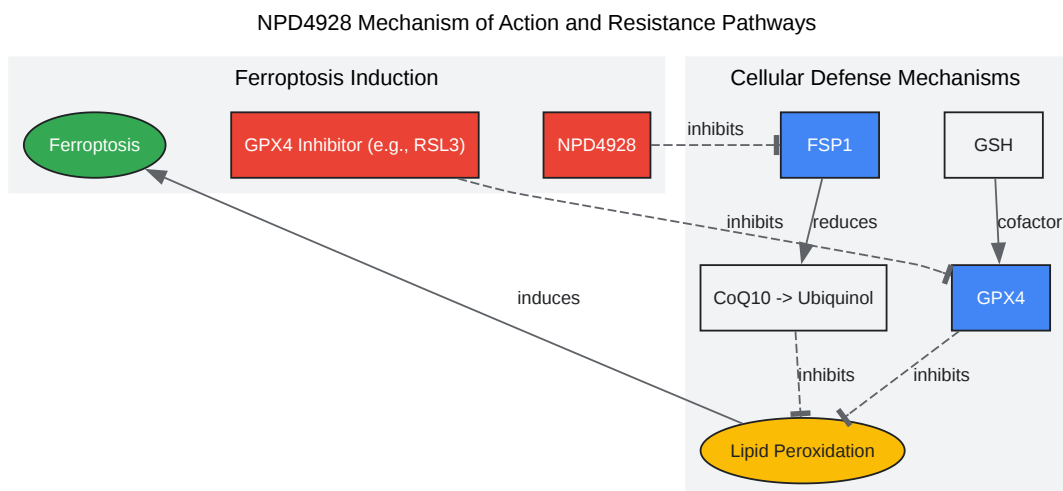 NPD4928 Mechanism of Action and Resistance Pathways
Ferroptosis Induction
Cellular Defense Mechanisms
Ferroptosis
GPX4 Inhibitor (e.g., RSL3)
NPD4928
inhibits
FSP1
GSH
inhibits
reduces
cofactor
CoQ10 -> Ubiquinol
GPX4
induces
inhibits
inhibits
Lipid Peroxidation